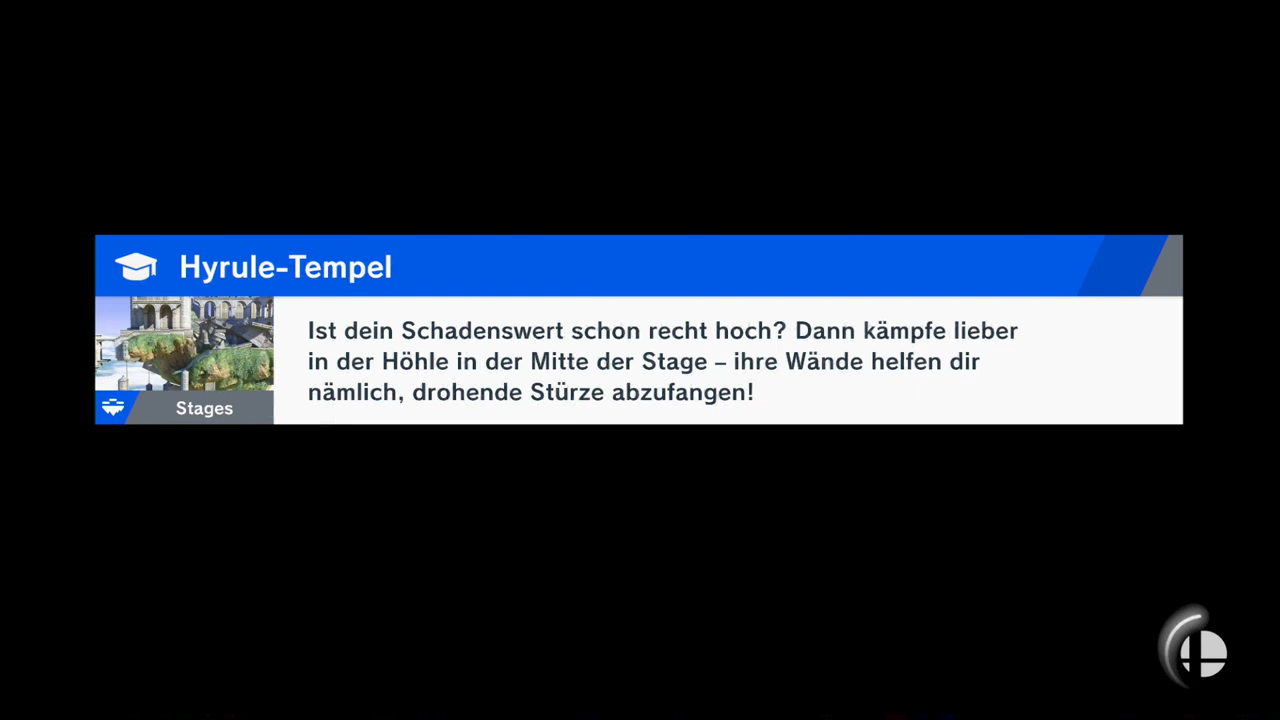 Hyrule-Tempel
Ist dein Schadenswert schon recht hoch? Dann kämpfe lieber
in der Höhle in der Mitte der Stage – ihre Wände helfen dir
nämlich, drohende Stürze abzufangen!
Stages